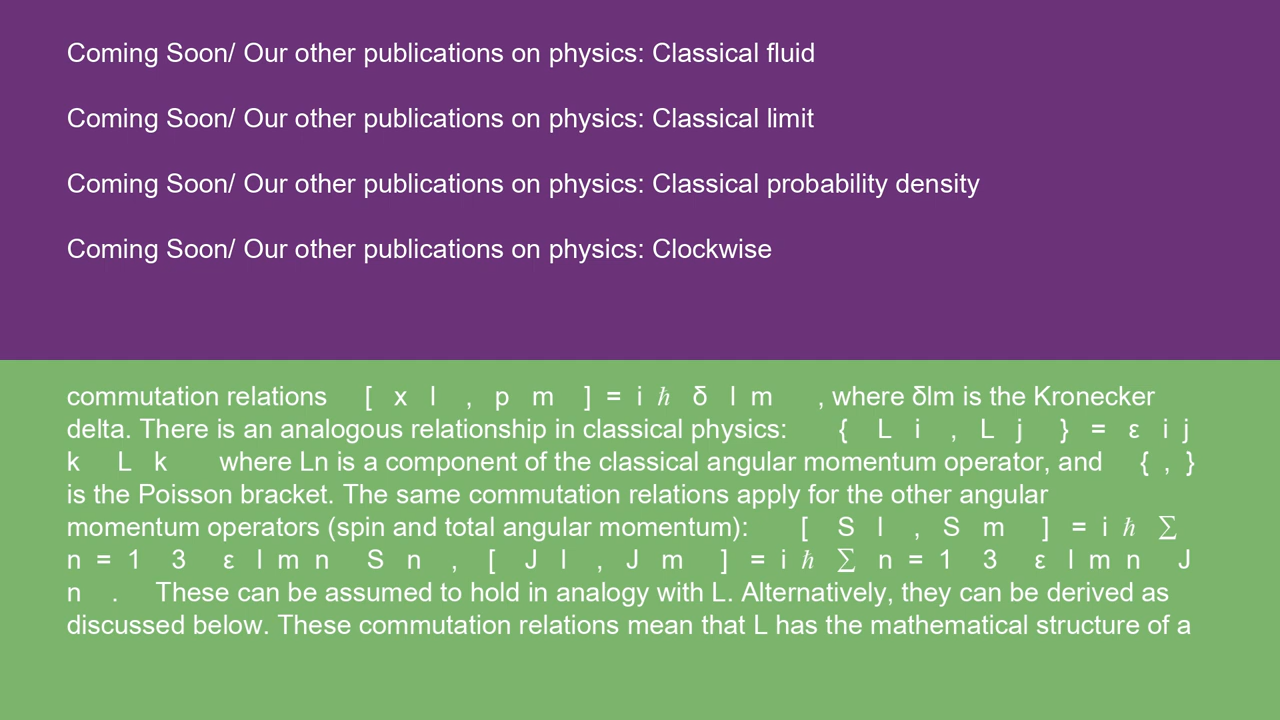 Coming Soon/ Our other publications on physics: Classical fluid
Coming Soon/ Our other publications on physics: Classical limit
Coming Soon/ Our other publications on physics: Classical probability density
Coming Soon/ Our other publications on physics: Clockwise
commutation relations [ x l , p m ] = i ℏ δ l m , where δlm is the Kronecker
delta. There is an analogous relationship in classical physics: { L i , L j } = ε i j
k L k where Ln is a component of the classical angular momentum operator, and { , }
is the Poisson bracket. The same commutation relations apply for the other angular
momentum operators (spin and total angular momentum): [ S l , S m ] = i ℏ ∑
n = 1 3 ε l m n S n , [ J l , J m ] = i ℏ ∑ n = 1 3 ε l m n J
n . These can be assumed to hold in analogy with L. Alternatively, they can be derived as
discussed below. These commutation relations mean that L has the mathematical structure of a